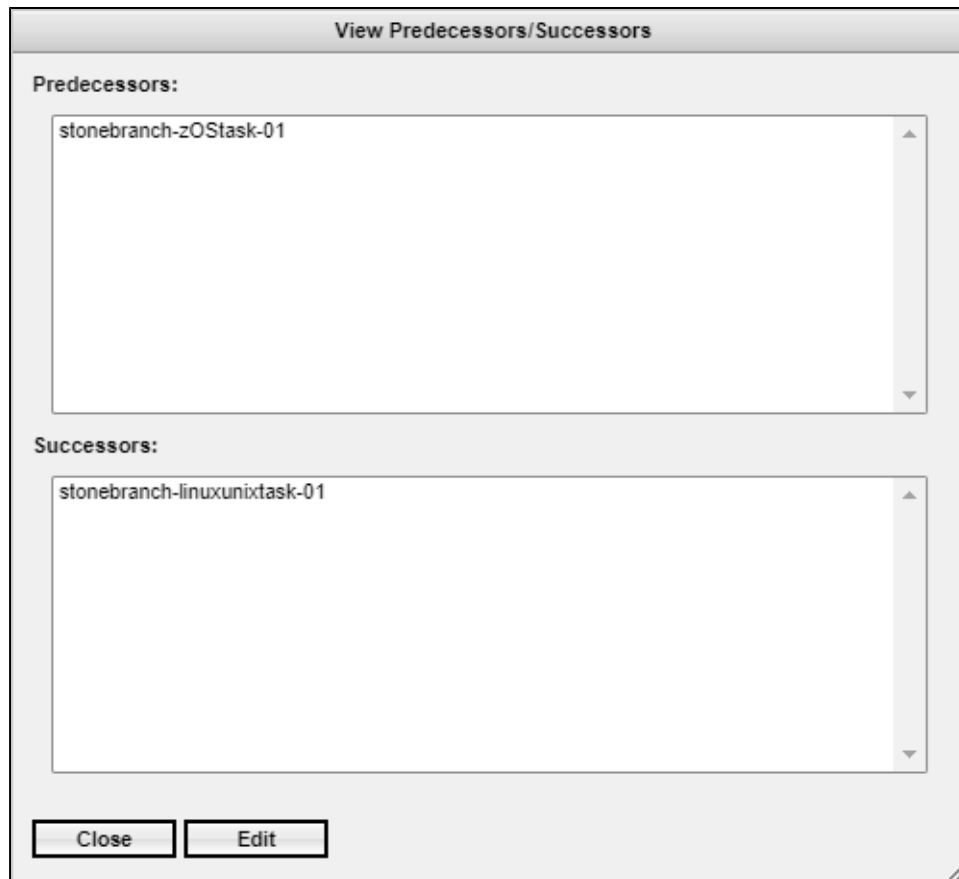 View Predecessors/Successors
Predecessors:
stonebranch-zOStask-01
Successors:
stonebranch-linuxunixtask-01
Close Edit